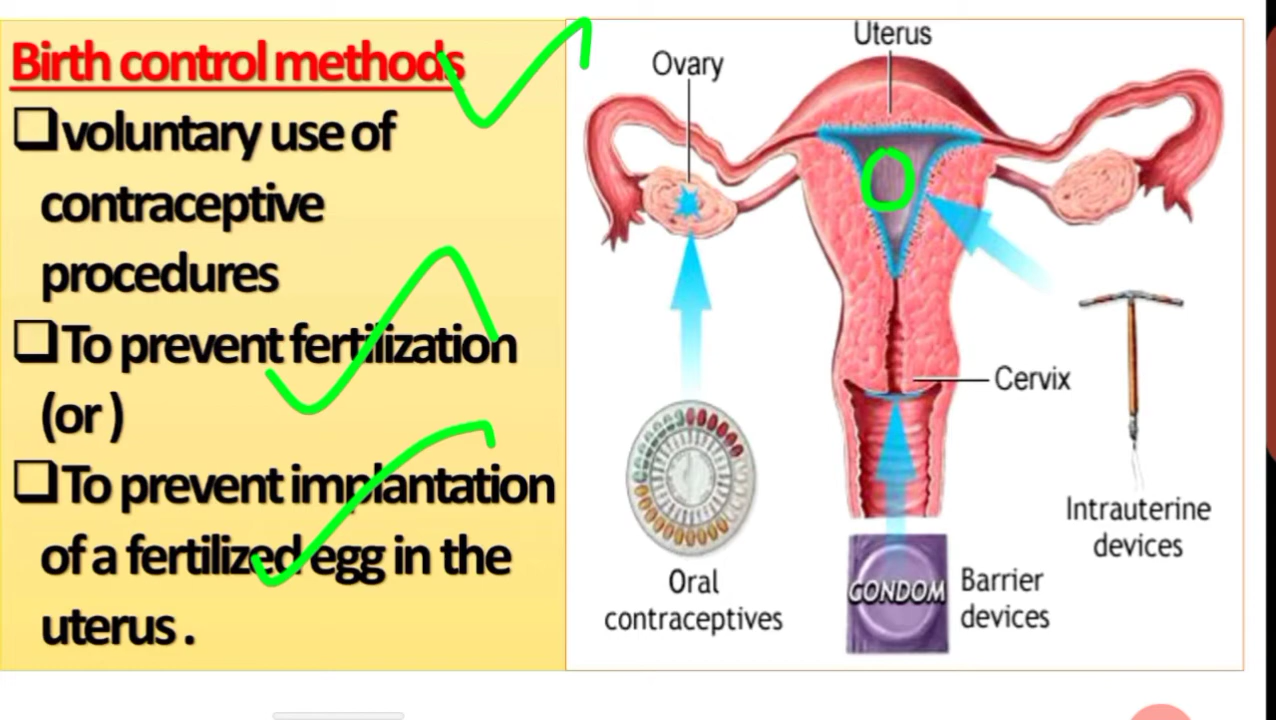 Birth control methods
❑voluntary use of
contraceptive
procedures
❑To prevent fertilization
(or )
❑To prevent implantation
of a fertilized egg in the
uterus .
Uterus
Ovary
Cervix
Intrauterine
devices
Oral
contraceptives
GONDOM
Barrier
devices